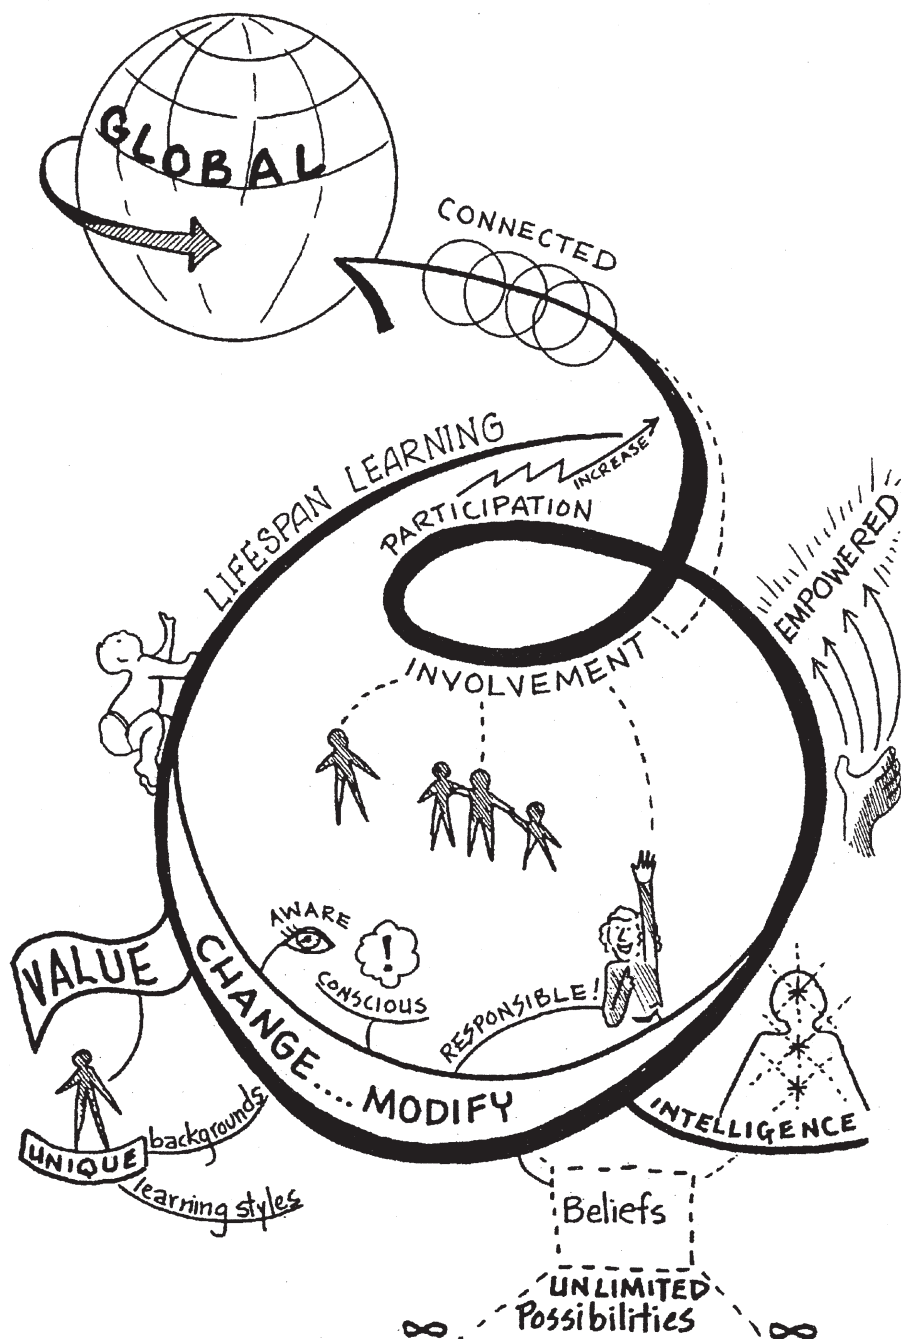 GLOBAL
CONNECTED
LIFESPAN LEARNING
INCREASE
PARTICIPATION
EMPOWERED
INVOLVEMENT
AWARE
!
CONSCIOUS
RESPONSIBLE!
VALUE
CHANGE.... MODIFY
INTELLIGENCE
UNIQUE
backgrounds
learning styles
Beliefs
UNLIMITED
Possibilities
∞ ∞